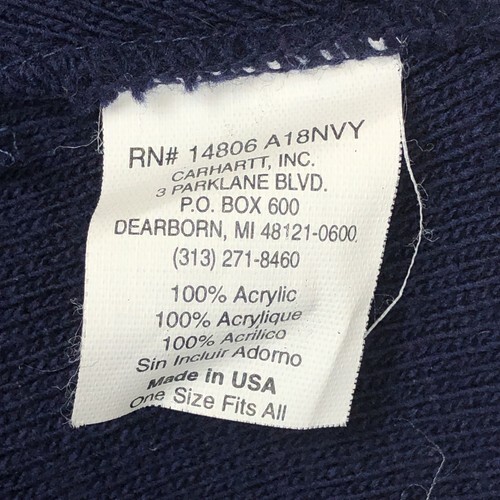 RN# 14806 A18NVY
CARHARTT, INC.
3 PARKLANE BLVD.
P.O. BOX 600
DEARBORN, MI 48121-0600
(313) 271-8460
100% Acrylic
100% Acrylique
100% Acrilico
Sin Incluir Adorno
Made in USA
One Size Fits All